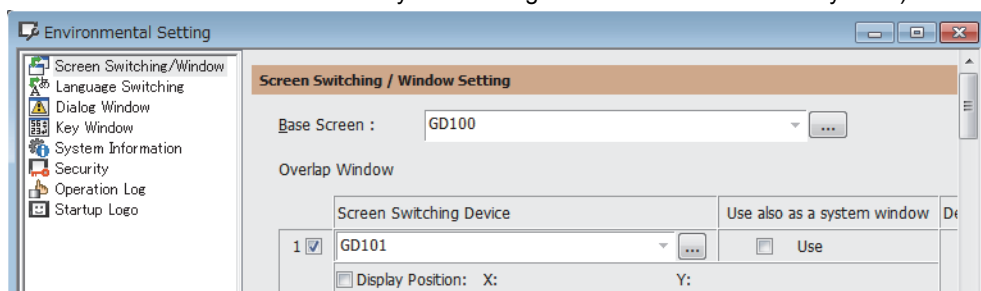 Environmental Setting
Screen Switching/Window
Language Switching
Dialog Window
Key Window
System Information
Security
Operation Log
Startup Logo
Screen Switching / Window Setting
Base Screen : GD100 ...
Overlap Window
Screen Switching Device Use also as a system window
1 GD101 ... Use
Display Position: X: Y: